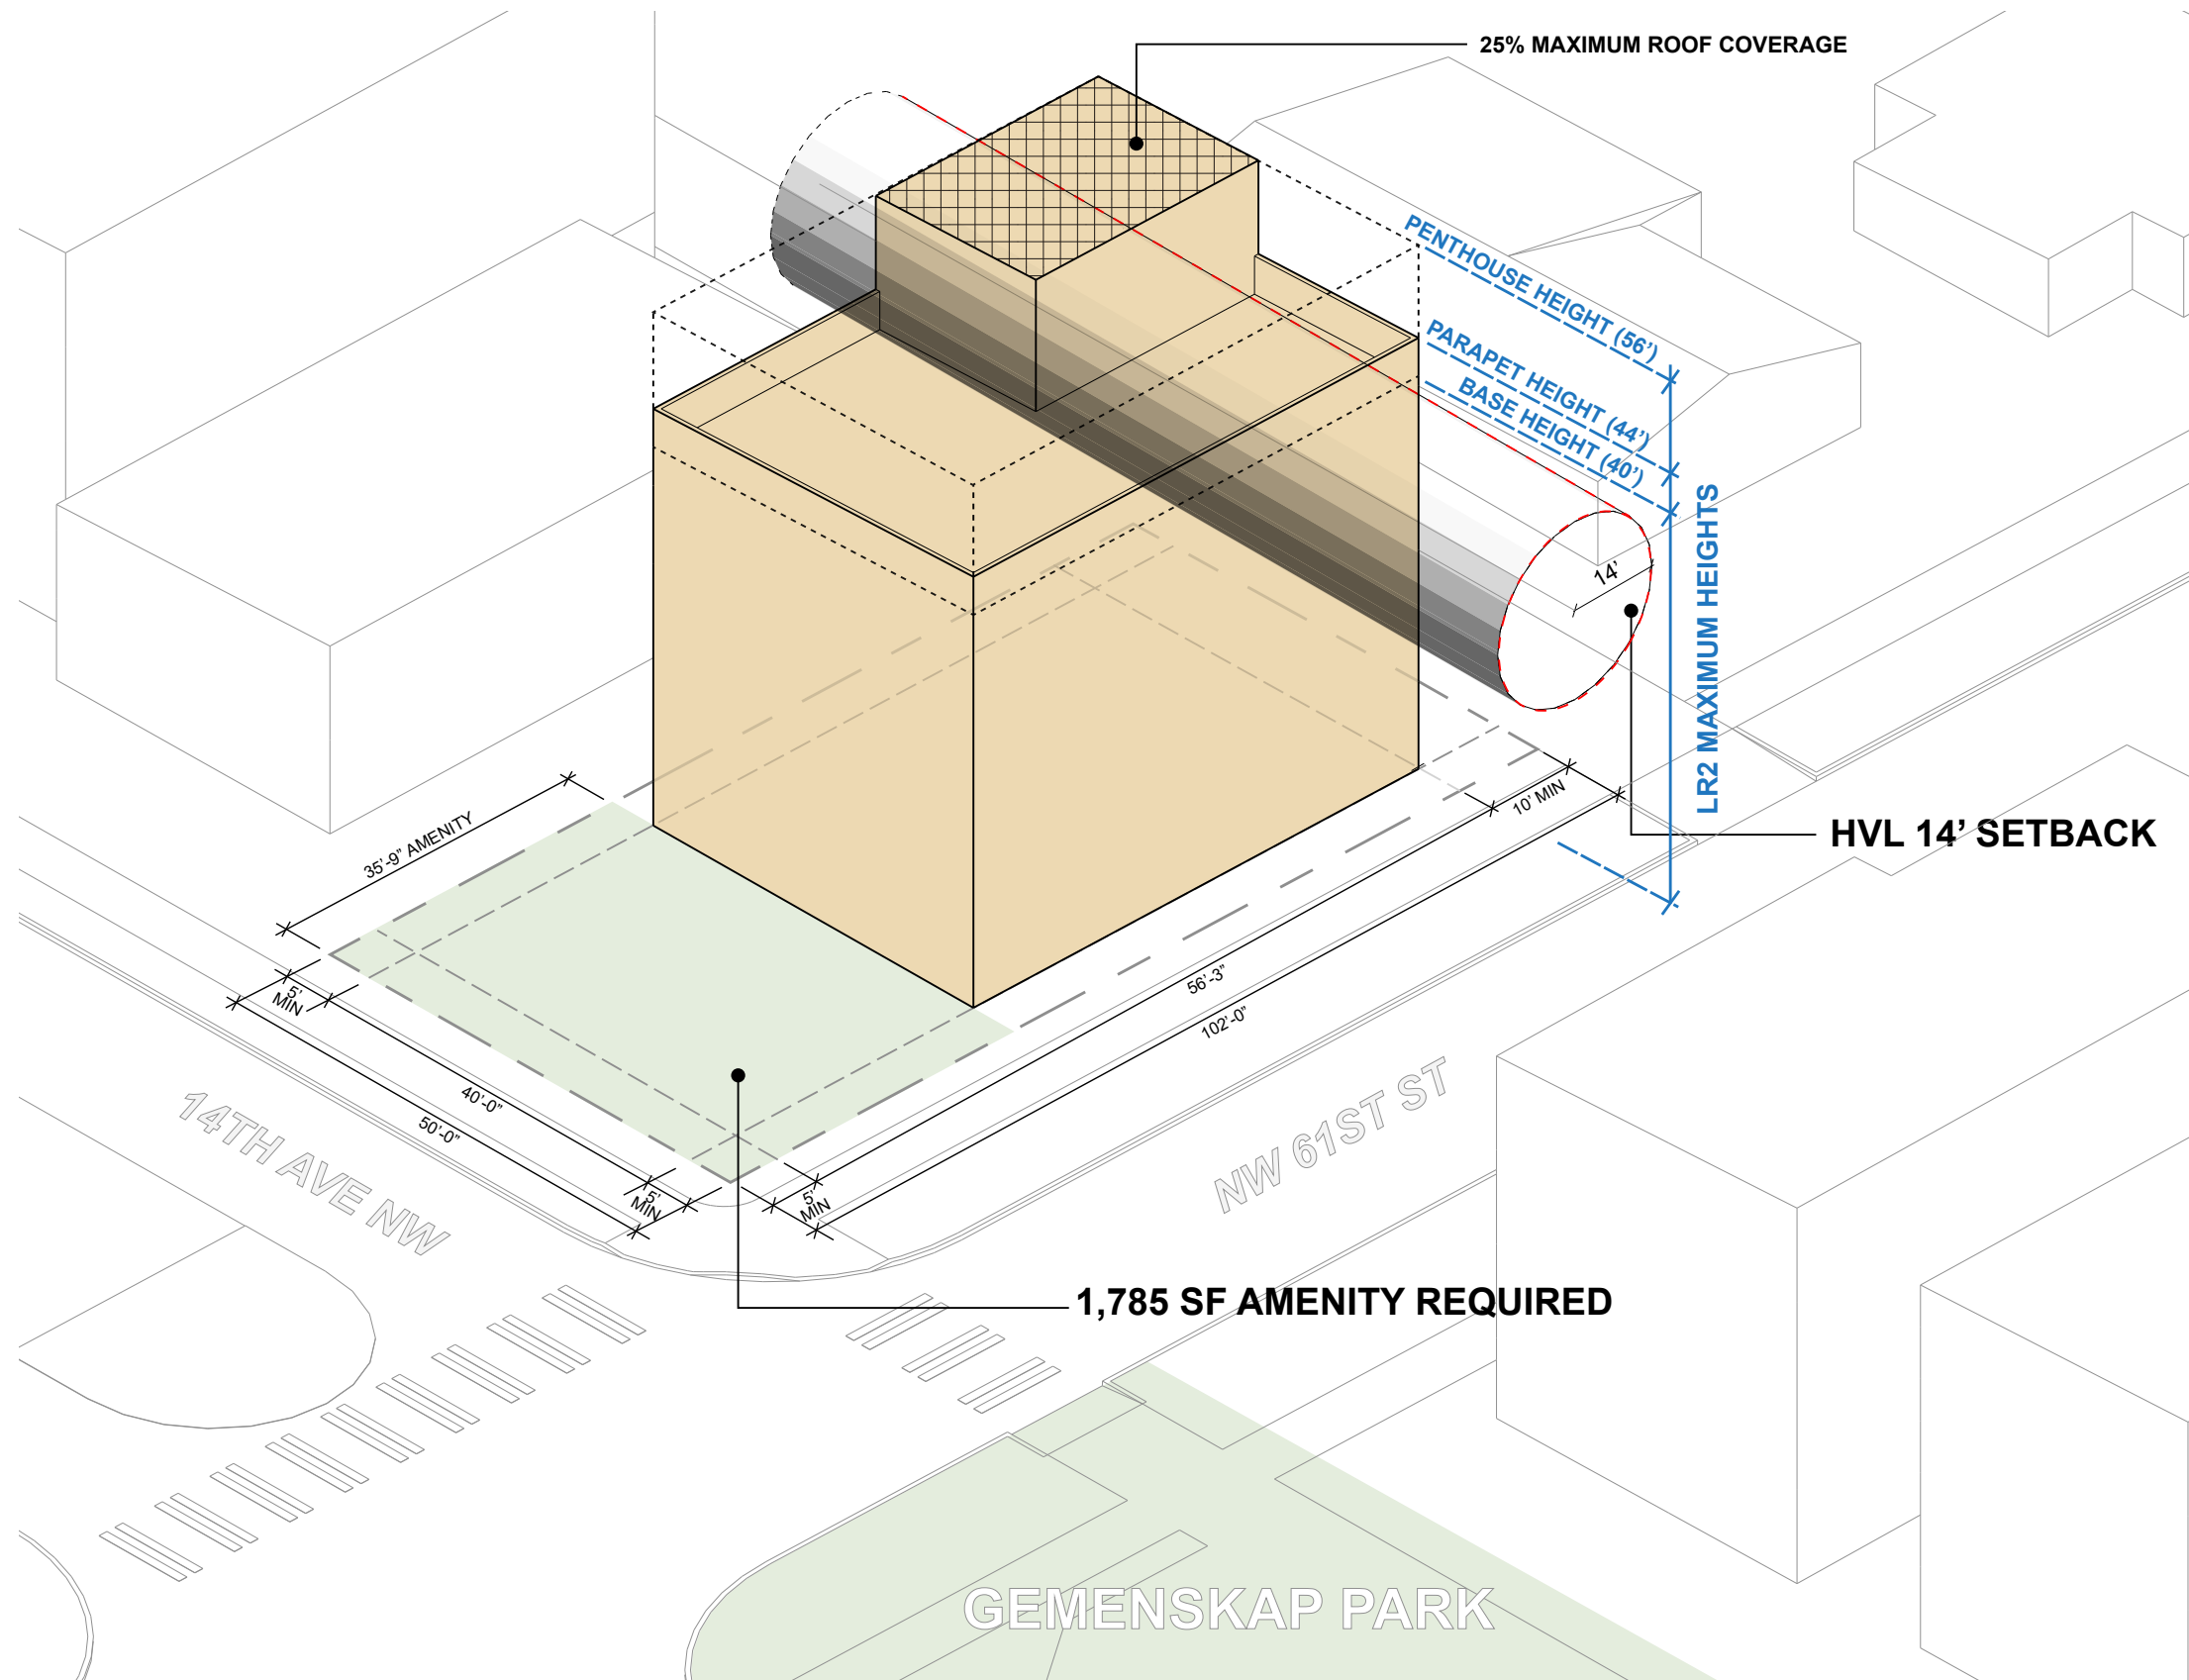 25% MAXIMUM ROOF COVERAGE
PENTHOUSE HEIGHT (56’)
PARAPET HEIGHT (44’)
BASE HEIGHT (40’)
LR2 MAXIMUM HEIGHTS
14’
HVL 14’ SETBACK
10’ MIN
35’-9” AMENITY
5’
MIN
56’-3”
102’-0”
40’-0”
50’-0”
5’
MIN
5’
MIN
14TH AVE NW
NW 61ST ST
1,785 SF AMENITY REQUIRED
GEMENSKAP PARK